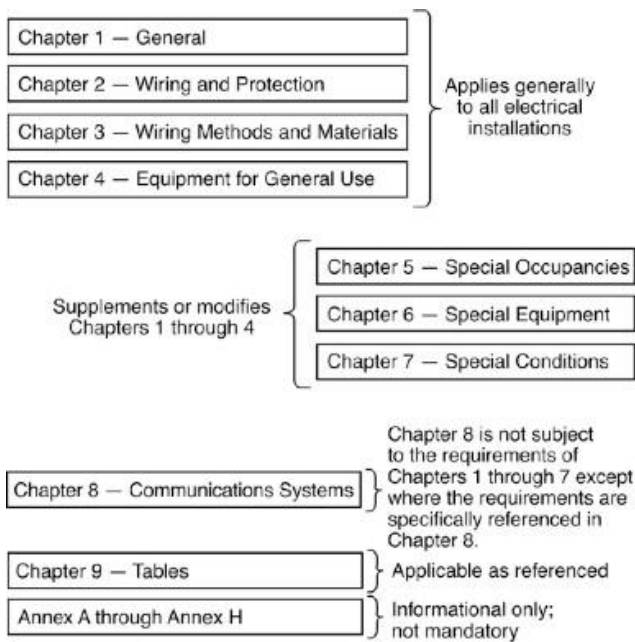 Chapter 1 — General
Chapter 2 — Wiring and Protection
Chapter 3 — Wiring Methods and Materials
Chapter 4 — Equipment for General Use
Applies generally
to all electrical
installations
Supplements or modifies
Chapters 1 through 4
Chapter 5 — Special Occupancies
Chapter 6 — Special Equipment
Chapter 7 — Special Conditions
Chapter 8 — Communications Systems
Chapter 8 is not subject
to the requirements of
Chapters 1 through 7 except
where the requirements are
specifically referenced in
Chapter 8.
Chapter 9 — Tables
Applicable as referenced
Annex A through Annex H
Informational only;
not mandatory